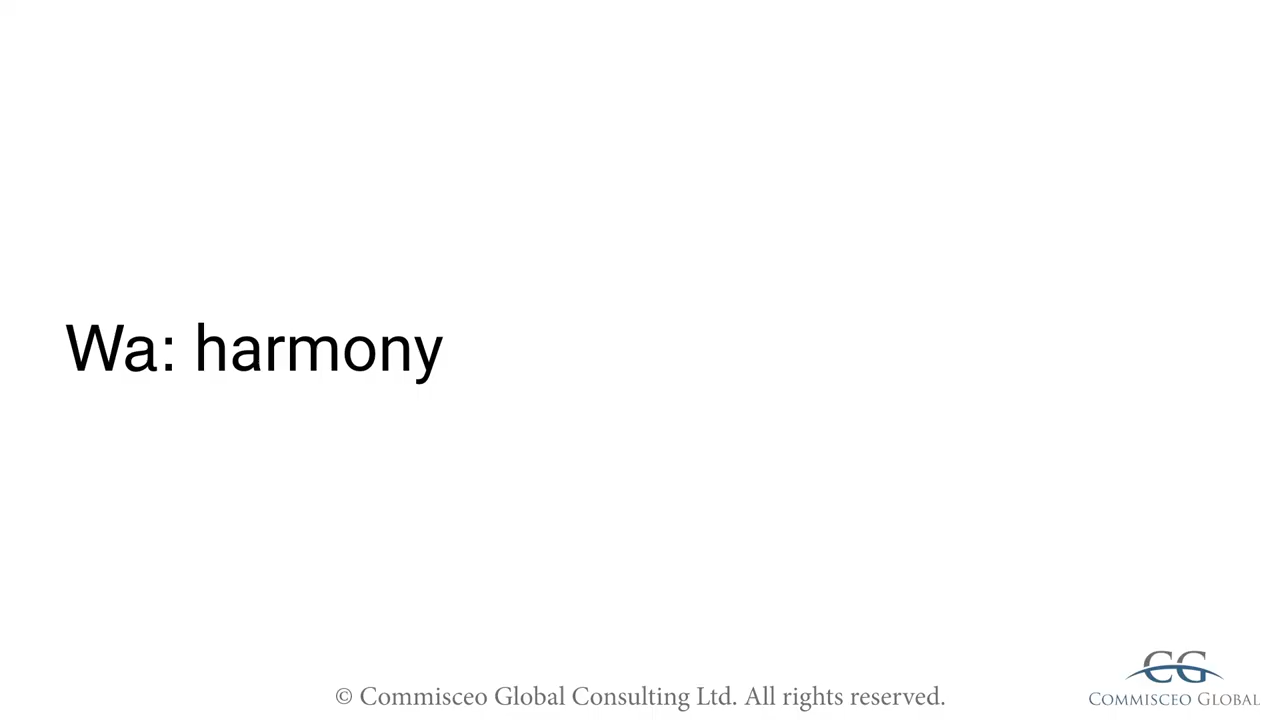 Wa: harmony
© Commisceo Global Consulting Ltd. All rights reserved.
CG
COMMISCEO GLOBAL